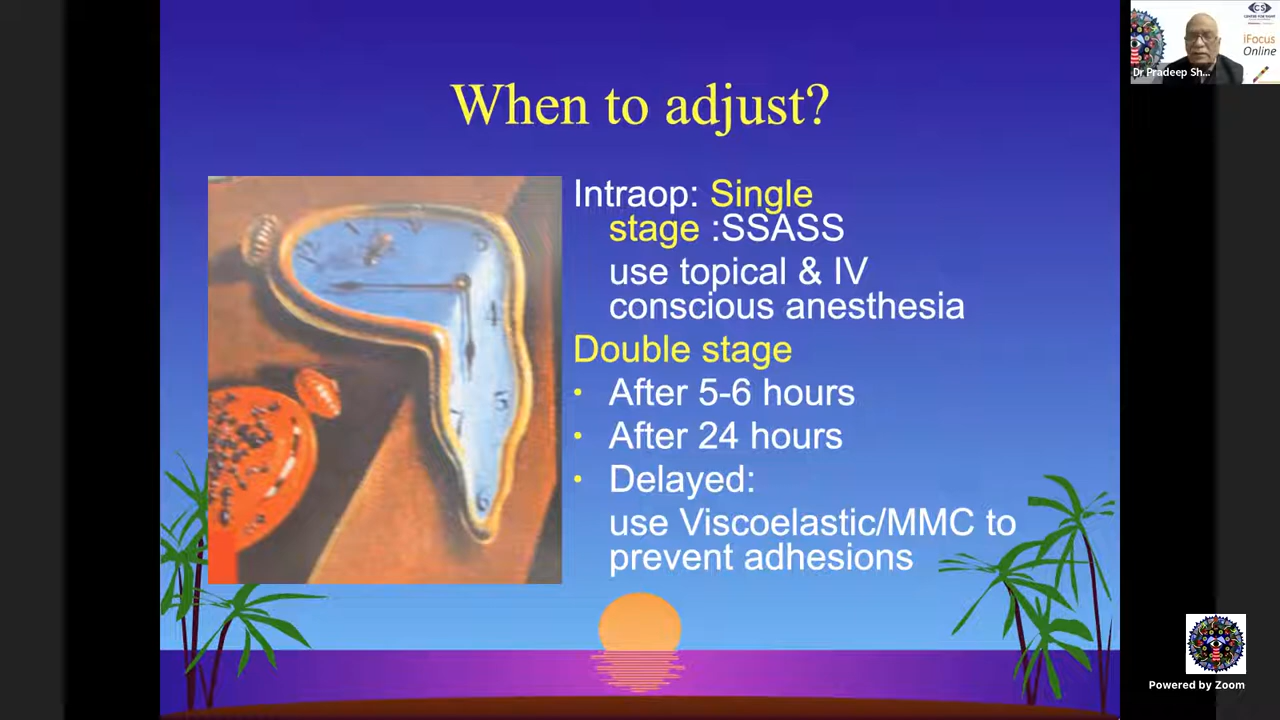 When to adjust?
Intraop: Single
stage :SSASS
use topical & IV
conscious anesthesia
Double stage
• After 5-6 hours
• After 24 hours
• Delayed:
use Viscoelastic/MMC to
prevent adhesions
Dr Pradeep Sh...
CS
iFocus
Online
Powered by Zoom